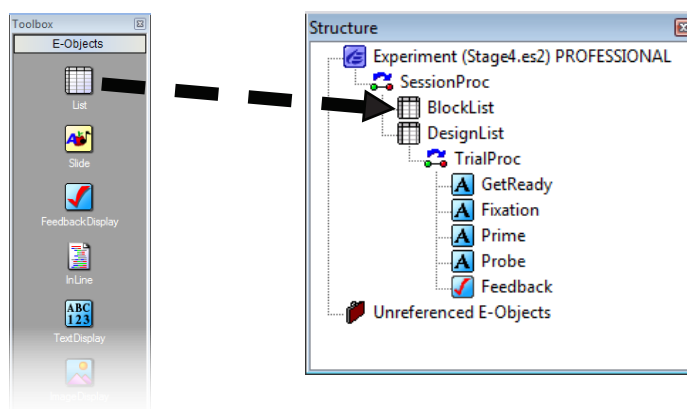 Toolbox
E-Objects
List
Slide
FeedbackDisplay
InLine
ABC
123
TextDisplay
ImageDisplay
Structure
Experiment (Stage4.es2) PROFESSIONAL
SessionProc
BlockList
DesignList
TrialProc
A GetReady
A Fixation
A Prime
A Probe
Feedback
Unreferenced E-Objects